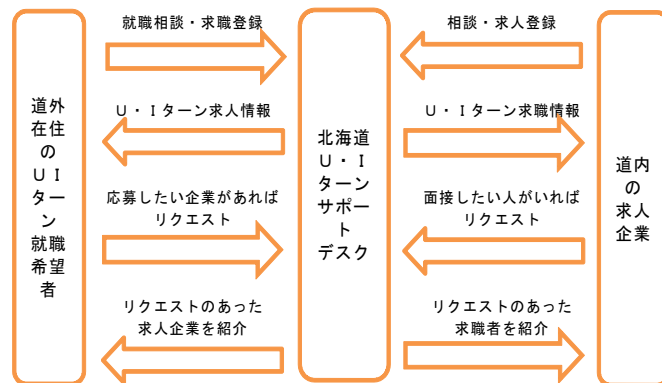 就職相談・求職登録
相談・求人登録
U・Iターン求人情報
U・Iターン求職情報
道外
在住
の
UI
ター
ン
就職
希望
者
北海道
U・I
ターン
サポー
ト
デスク
道内
の
求人
企業
応募したい企業があれば
リクエスト
面接したい人がいれば
リクエスト
リクエストのあった
求人企業を紹介
リクエストのあった
求職者を紹介